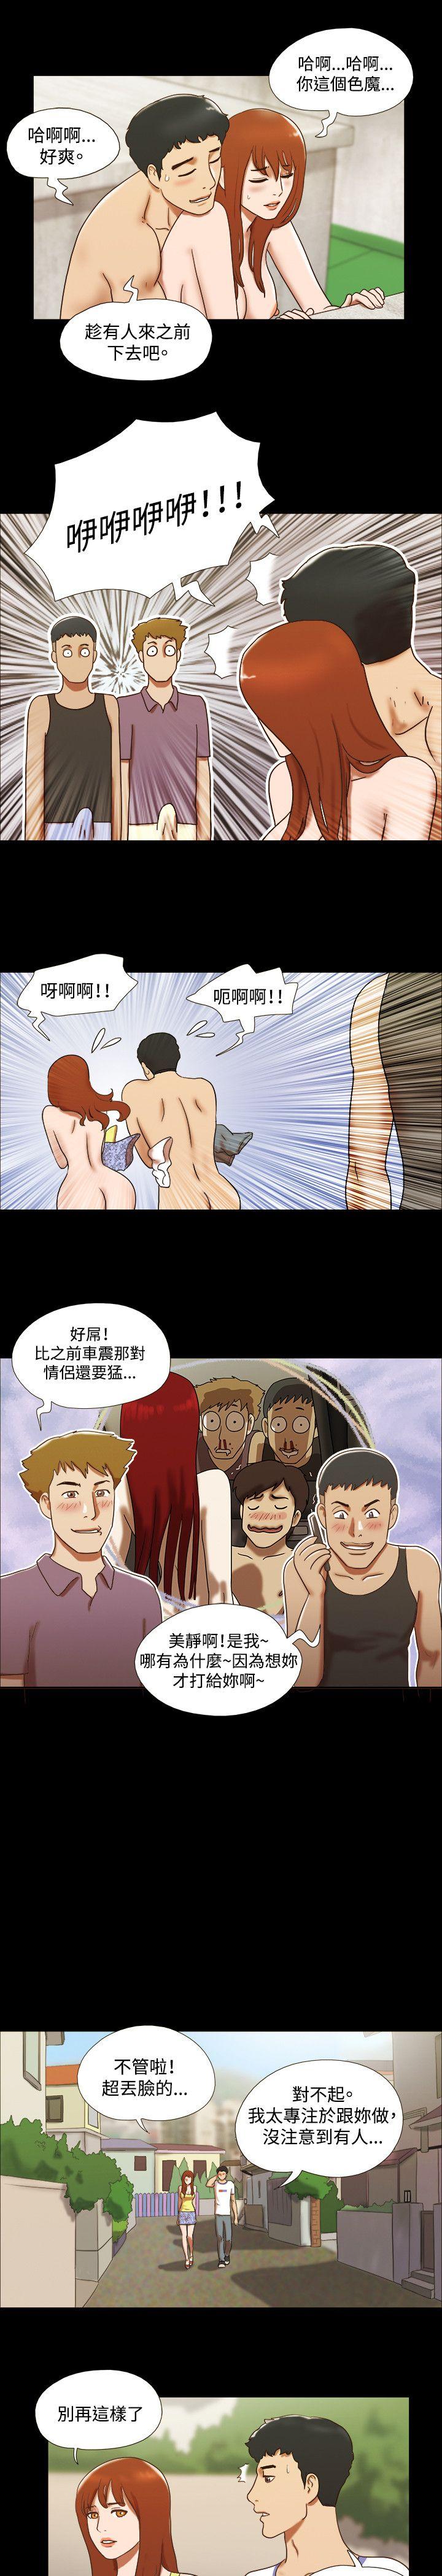 哈啊...哈啊...
你這個色魔...
哈啊啊...
好爽。
趁有人來之前
下去吧。
咿咿咿咿!!!
呀啊啊!!
呃啊啊!!
好屌!
比之前車震那對
情侶還要猛...
美靜啊!是我~
哪有為什麼~因為想妳
才打給妳啊~
不管啦!
超丟臉的...
對不起。
我太專注於跟妳做,
沒注意到有人...
別再這樣了